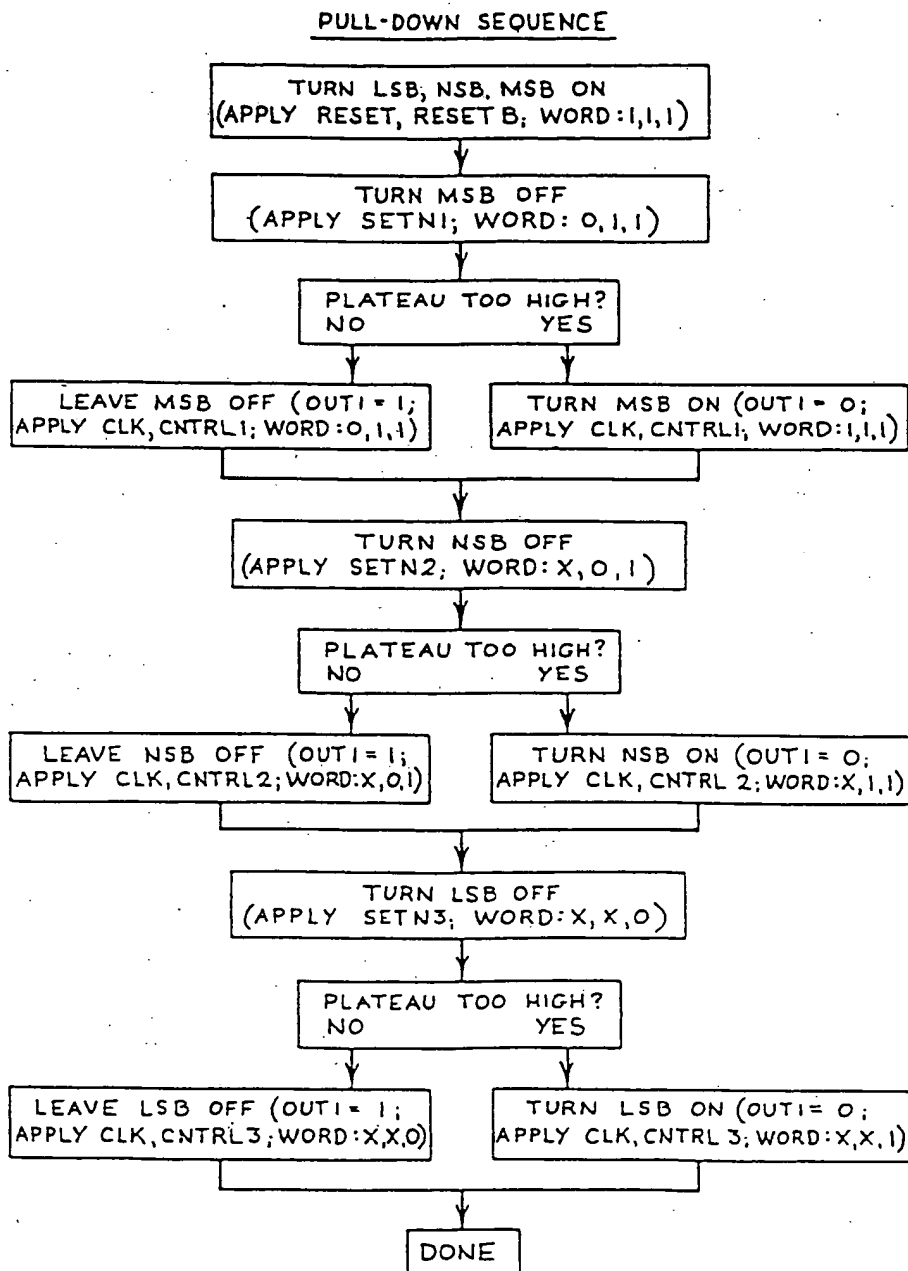 PULL-DOWN SEQUENCE
TURN LSB, NSB, MSB ON
(APPLY RESET, RESET B; WORD:1,1,1)
TURN MSB OFF
(APPLY SETN1; WORD: 0,1,1)
PLATEAU TOO HIGH?
NO YES
LEAVE MSB OFF (OUT1 = 1;
APPLY CLK, CNTRL1; WORD:0,1,1)
TURN MSB ON (OUT1 = 0;
APPLY CLK, CNTRL1; WORD:1,1,1)
TURN NSB OFF
(APPLY SETN2; WORD: X,0,1)
PLATEAU TOO HIGH?
NO YES
LEAVE NSB OFF (OUT1 = 1;
APPLY CLK, CNTRL2; WORD:X,0,1)
TURN NSB ON (OUT1 = 0;
APPLY CLK, CNTRL 2; WORD:X,1,1)
TURN LSB OFF
(APPLY SETN3; WORD: X, X, 0)
PLATEAU TOO HIGH?
NO YES
LEAVE LSB OFF (OUT1 = 1;
APPLY CLK, CNTRL3; WORD:X,X,0)
TURN LSB ON (OUT1 = 0;
APPLY CLK, CNTRL 3; WORD:X,X,1)
DONE